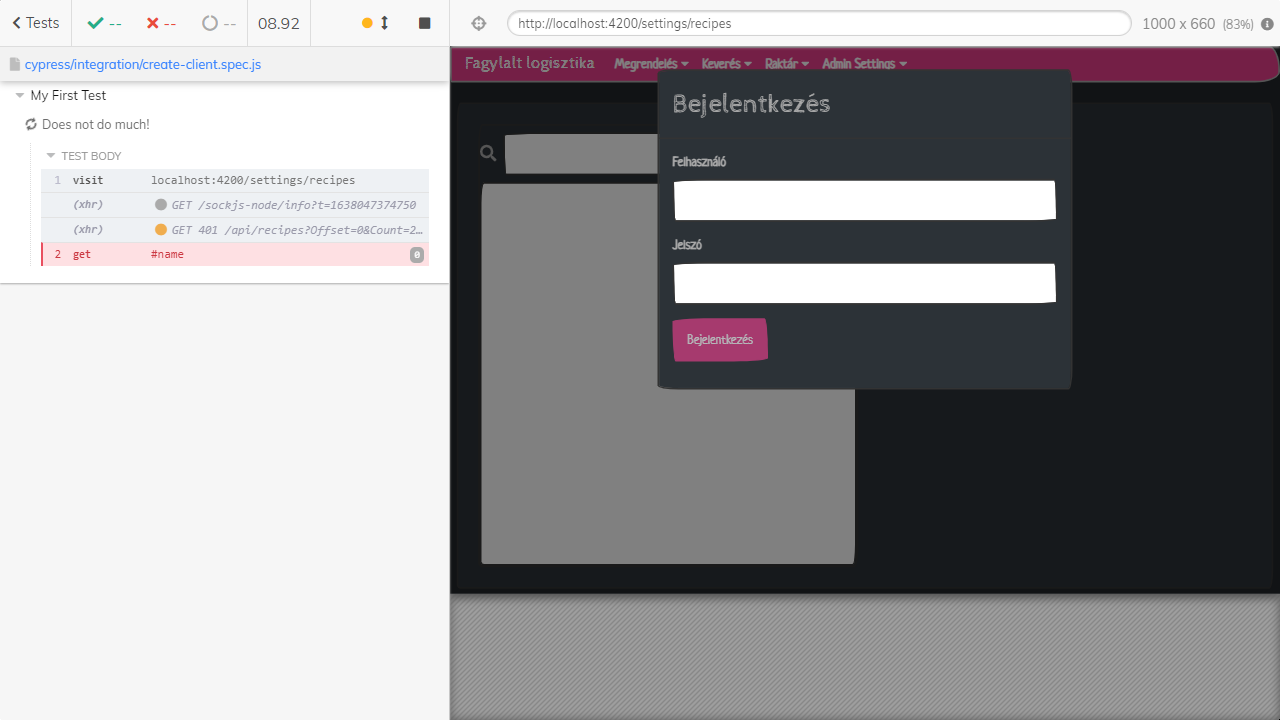 Tests
--
--
--
08.92
cypress/integration/create-client.spec.js
My First Test
Does not do much!
TEST BODY
1 visit localhost:4200/settings/recipes
(xhr) GET /sockjs-node/info?t=1638047374750
(xhr) GET 401 /api/recipes?Offset=0&Count=2…
2 get #name 0
http://localhost:4200/settings/recipes
1000 x 660 (83%)
Fagylalt logisztika Megrendelés Keverés Raktár Admin Settings
Bejelentkezés
Felhasználó
Jelszó
Bejelentkezés